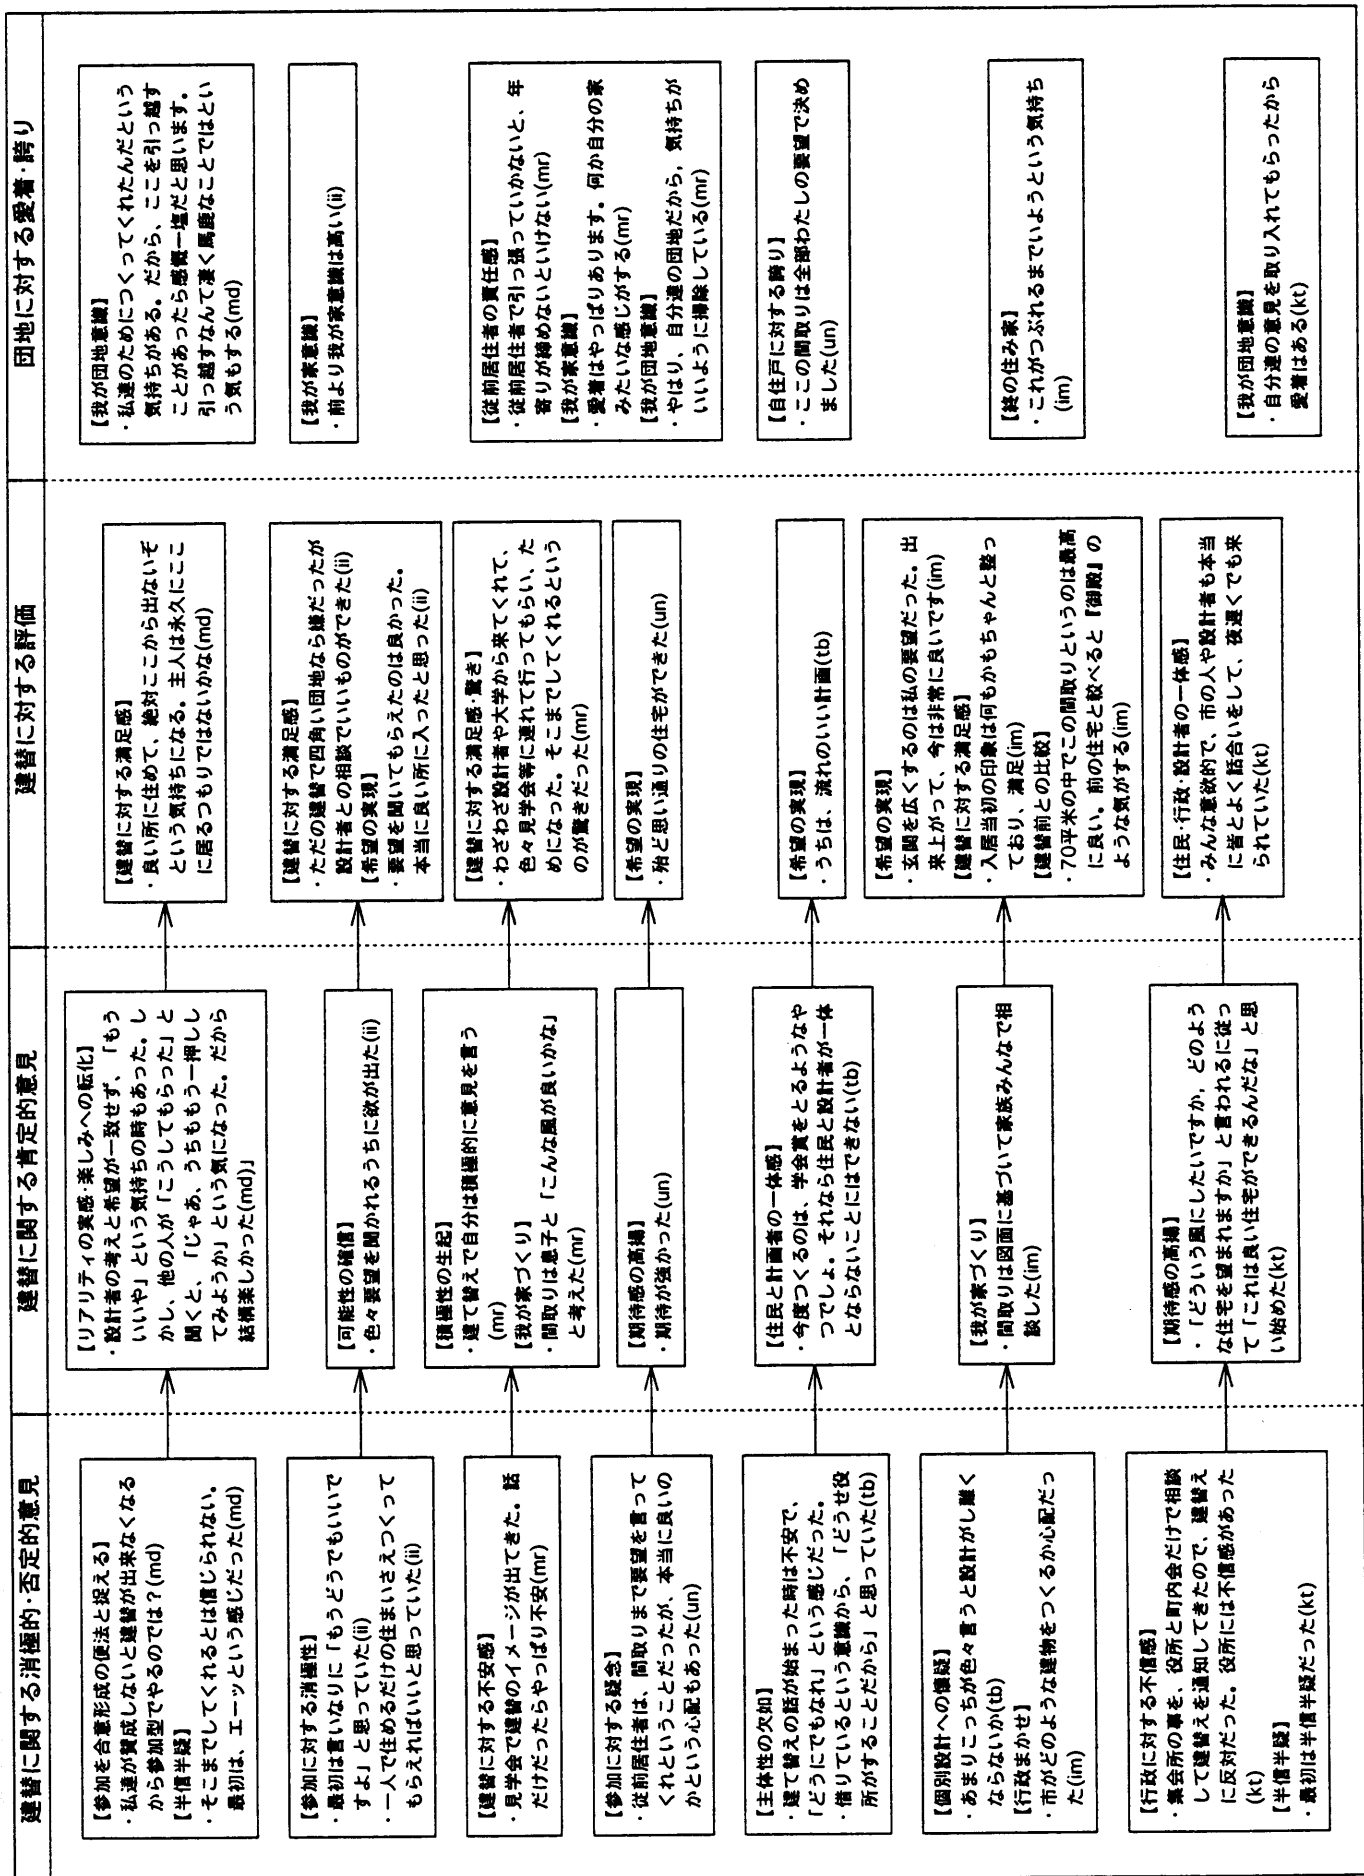 建替に関する消極的・否定的意見
【参加を合意形成の便法と捉える】
・私達が賛成しないと建替が出来なくなる
から参加型でやるのでは?(md)
【半信半疑】
・そこまでしてくれるとは信じられない。
最初は、エーッという感じだった(md)
【参加に対する消極性】
・最初は言いなりに「もうどうでもいいで
すよ」と思っていた(ii)
・一人で住めるだけの住まいさえつくって
もらえればいいと思っていた(ii)
【建替に対する不安感】
・見学会で建替のイメージが出てきた。話
だけだったらやっぱり不安(mr)
【参加に対する疑念】
・従前居住者は、間取りまで要望を言って
くれということだったが、本当に良いの
かという心配もあった(un)
【主体性の欠如】
・建て替えの話が始まった時は不安で、
「どうにでもなれ」という感じだった。
・借りているという意識から、「どうせ役
所がすることだから」と思っていた(tb)
【個別設計への懐疑】
・あまりこっちが色々言うと設計がし難く
ならないか(tb)
【行政まかせ】
・市がどのような建物をつくるか心配だっ
た(im)
【行政に対する不信感】
・集会所の事を、役所と町内会だけで相談
して建替えを通知してきたので、建替え
に反対だった。役所には不信感があった
(kt)
【半信半疑】
・最初は半信半疑だった(kt)
建替に関する肯定的意見
【リアリティの実感・楽しみへの転化】
・設計者の考えと希望が一致せず、「もう
いいや」という気持ちの時もあった。し
かし、他の人が「こうしてもらった」と
聞くと、「じゃあ、うちももう一押しし
てみようか」という気になった。だから
結構楽しかった(md)」
【可能性の確信】
・色々要望を聞かれるうちに欲が出た(ii)
【積極性の生起】
・建て替えで自分は積極的に意見を言う
(mr)
【我が家づくり】
・間取りは息子と「こんな風が良いかな」
と考えた(mr)
【期待感の高揚】
・期待が強かった(un)
【住民と計画者の一体感】
・今度つくるのは、学会賞をとるようなや
つでしょ。それなら住民と設計者が一体
とならないことにはできない(tb)
【我が家づくり】
・間取りは図面に基づいて家族みんなで相
談した(im)
【期待感の高揚】
・「どういう風にしたいですか、どのよう
な住宅を望まれますか」と言われるに従っ
て「これは良い住宅ができるんだな」と思
い始めた(kt)
建替に対する評価
【建替に対する満足感】
・良い所に住めて、絶対ここから出ないぞ
という気持ちになる。主人は永久にここ
に居るつもりではないかな(md)
【建替に対する満足感】
・ただの建替で四角い団地なら嫌だったが
設計者との相談でいいものができた(ii)
【希望の実現】
・要望を聞いてもらえたのは良かった。
本当に良い所に入ったと思った(ii)
【建替に対する満足感・驚き】
・わざわざ設計者や大学から来てくれて、
色々見学会等に連れて行ってもらい、た
めになった。そこまでしてくれるという
のが驚きだった(mr)
【希望の実現】
・殆ど思い通りの住宅ができた(un)
【希望の実現】
・うちは、流れのいい計画(tb)
【希望の実現】
・玄関を広くするのは私の要望だった。出
来上がって、今は非常に良いです(im)
【建替に対する満足感】
・入居当初の印象は何もかもちゃんと整っ
ており、満足(im)
【建替前との比較】
・70平米の中でこの間取りというのは最高
に良い。前の住宅と較べると『御殿』の
ような気がする(im)
【住民・行政・設計者の一体感】
・みんな意欲的で、市の人や設計者も本当
に皆とよく話合いをして、夜遅くでも来
られていた(kt)
団地に対する愛着・誇り
【我が団地意識】
・私達のためにつくってくれたんだという
気持ちがある。だから、ここを引っ越す
ことがあったら感慨一塩だと思います。
引っ越すなんて凄く馬鹿なことではとい
う気もする(md)
【我が家意識】
・前より我が家意識は高い(ii)
【従前居住者の責任感】
・従前居住者で引っ張っていかないと、年
寄りが締めないといけない(mr)
【我が家意識】
・愛着はやっぱりあります。何か自分の家
みたいな感じがする(mr)
【我が団地意識】
・やはり、自分達の団地だから、気持ちが
いいように掃除している(mr)
【自住戸に対する誇り】
・ここの間取りは全部わたしの要望で決め
ました(un)
【終の住み家】
・これがつぶれるまでいようという気持ち
(im)
【我が団地意識】
・自分達の意見を取り入れてもらったから
愛着はある(kt)